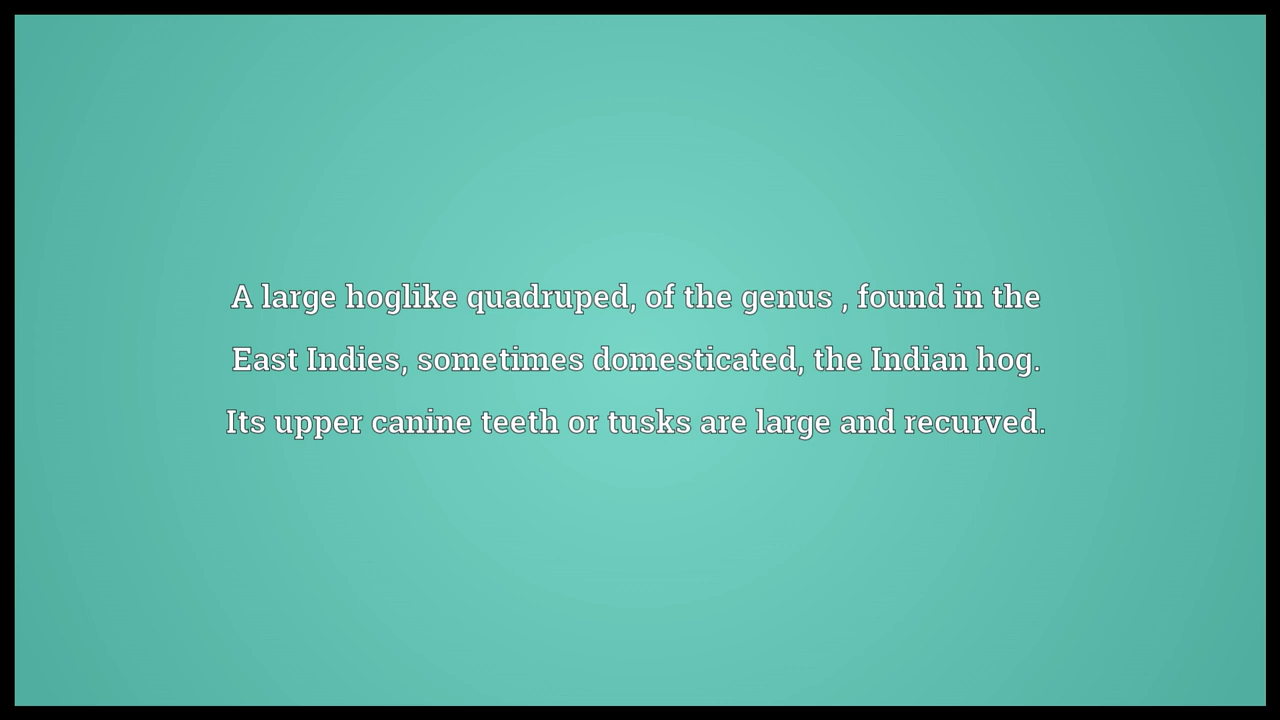 A large hoglike quadruped, of the genus , found in the
East Indies, sometimes domesticated, the Indian hog.
Its upper canine teeth or tusks are large and recurved.